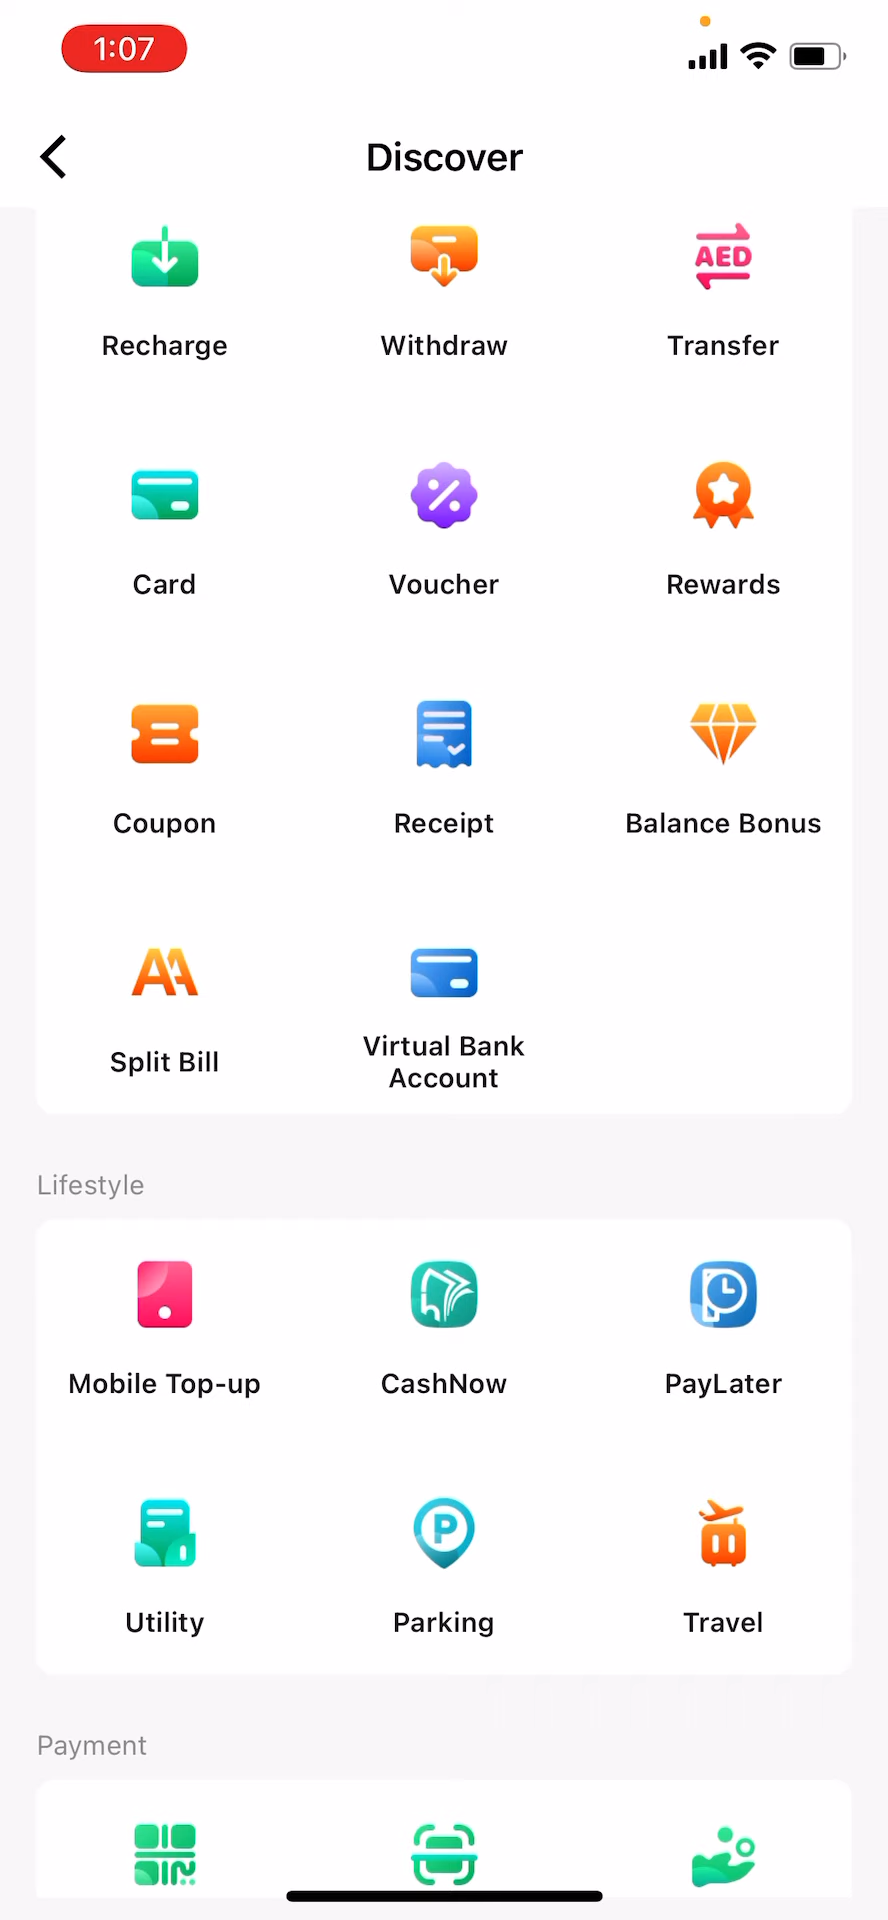 1:07
Discover
AED
Recharge
Withdraw
Transfer
Card
Voucher
Rewards
Coupon
Receipt
Balance Bonus
Split Bill
Virtual Bank
Account
Lifestyle
Mobile Top-up
CashNow
PayLater
P
Utility
Parking
Travel
Payment